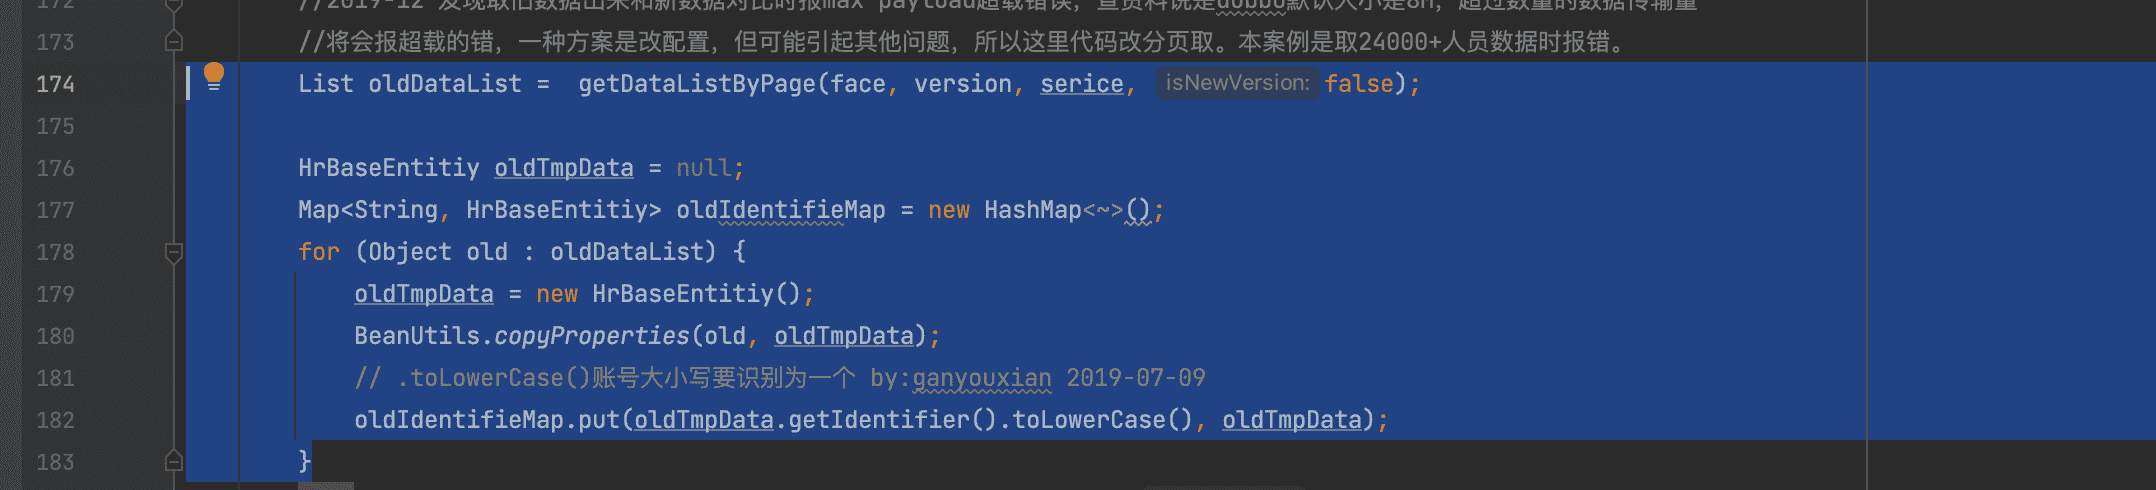 172 //2019-12 发现取旧数据出来和新数据对比时报max payload超载错误，查资料说是dubbo默认大小是8M，超过数量的数据传输量
173 //将会报超载的错，一种方案是改配置，但可能引起其他问题，所以这里代码改分页取。本案例是取24000+人员数据时报错。
174 List oldDataList =  getDataListByPage(face, version, serice, isNewVersion: false);
175
176 HrBaseEntitiy oldTmpData = null;
177 Map<String, HrBaseEntitiy> oldIdentifieMap = new HashMap<~>();
178 for (Object old : oldDataList) {
179 oldTmpData = new HrBaseEntitiy();
180 BeanUtils.copyProperties(old, oldTmpData);
181 // .toLowerCase()账号大小写要识别为一个 by:ganyouxian 2019-07-09
182 oldIdentifieMap.put(oldTmpData.getIdentifier().toLowerCase(), oldTmpData);
183 }